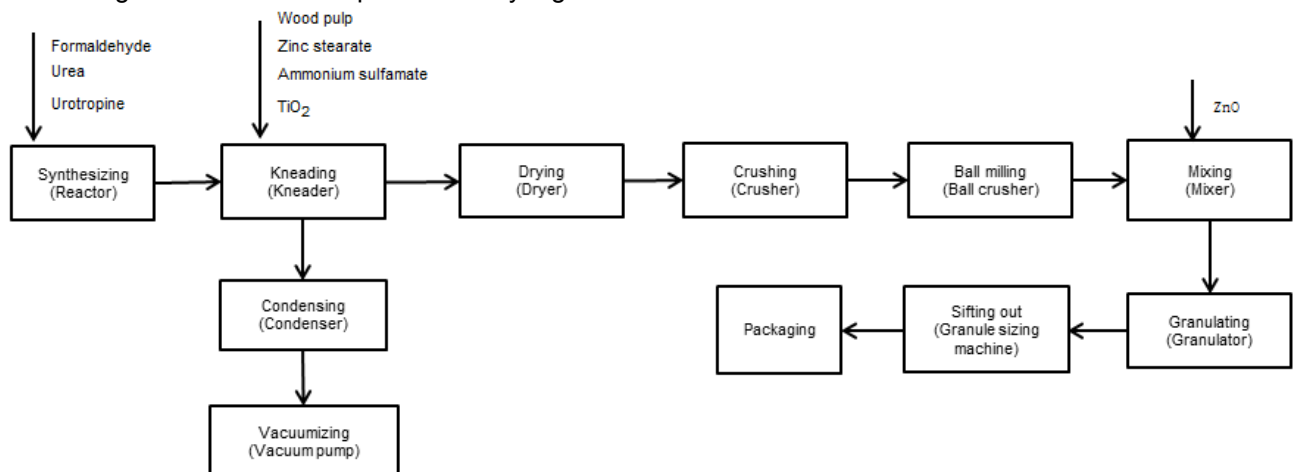 Formaldehyde
Urea
Urotropine
Wood pulp
Zinc stearate
Ammonium sulfamate
TiO2
ZnO
Synthesizing
(Reactor)
Kneading
(Kneader)
Drying
(Dryer)
Crushing
(Crusher)
Ball milling
(Ball crusher)
Mixing
(Mixer)
Condensing
(Condenser)
Packaging
Sifting out
(Granule sizing
machine)
Granulating
(Granulator)
Vacuumizing
(Vacuum pump)